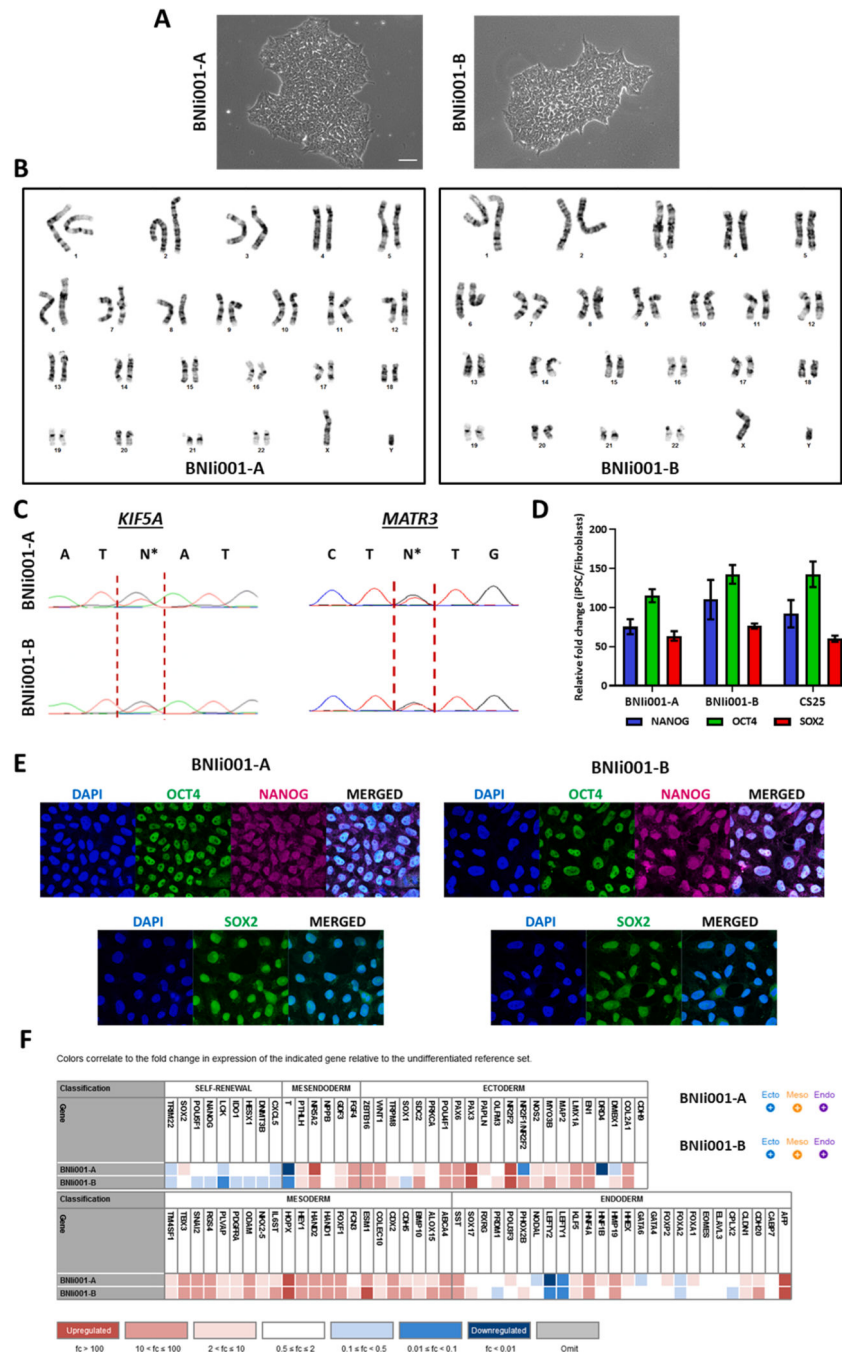 A
BNIi001-A
BNIi001-B
B
1 2 3 4 5
6 7 8 9 10 11 12
13 14 15 16 17 18
19 20 21 22 X Y
BNIi001-A
1 2 3 4 5
6 7 8 9 10 11 12
13 14 15 16 17 18
19 20 21 22 X Y
BNIi001-B
C
KIF5A
MATR3
BNIi001-A
A T N* A T
C T N* T G
BNIi001-B
D
Relative fold change (iPSC/Fibroblasts)
200
150
100
50
0
BNIi001-A BNIi001-B CS25
NANOG OCT4 SOX2
E
BNIi001-A
BNIi001-B
DAPI OCT4 NANOG MERGED
DAPI OCT4 NANOG MERGED
DAPI SOX2 MERGED
DAPI SOX2 MERGED
F
Colors correlate to the fold change in expression of the indicated gene relative to the undifferentiated reference set.
Classification SELF-RENEWAL MESENDODERM ECTODERM
Gene TRIM22 SOX2 POU5F1 NANOG LCK IDO1 HESX1 DNMT3B CXCL5 T PTHLH NR5A2 NPPB GDF3 FGF4 ZBTB16 WNT1 TRPM8 SOX1 SDC2 PRKCA POU4F1 PAX6 PAX3 PAPLN OLFM3 NR2F2 NR2F1/NR2F2 NOS2 MYO3B MAP2 LMX1A EN1 DRD4 DMBX1 COL2A1 CDH9
BNIi001-A
BNIi001-B
Classification MESODERM ENDODERM
Gene TM4SF1 TBX3 SNAI2 RGS4 PLVAP PDGFRA ODAM NKX2-5 IL6ST HOPX HEY1 HAND2 HAND1 FOXF1 FCN3 ESM1 COLEC10 CDX2 CDH5 BMP10 ALOX15 ABCA4 SST SOX17 RXRG PRDM1 POU3F3 PHOX2B NODAL LEFTY2 LEFTY1 KLF5 HNF4A HNF1B HMP19 HHEX GATA6 GATA4 FOXP2 FOXA2 FOXA1 EOMES ELAVL3 CPLX2 CLDN1 CDH20 CABP7 AFP
BNIi001-A
BNIi001-B
BNIi001-A Ecto Meso Endo
BNIi001-B Ecto Meso Endo
Upregulated 10 < fc ≤ 100 2 < fc ≤ 10 0.5 ≤ fc ≤ 2 0.1 ≤ fc < 0.5 0.01 ≤ fc < 0.1 Downregulated Omit
fc > 100 fc < 0.01